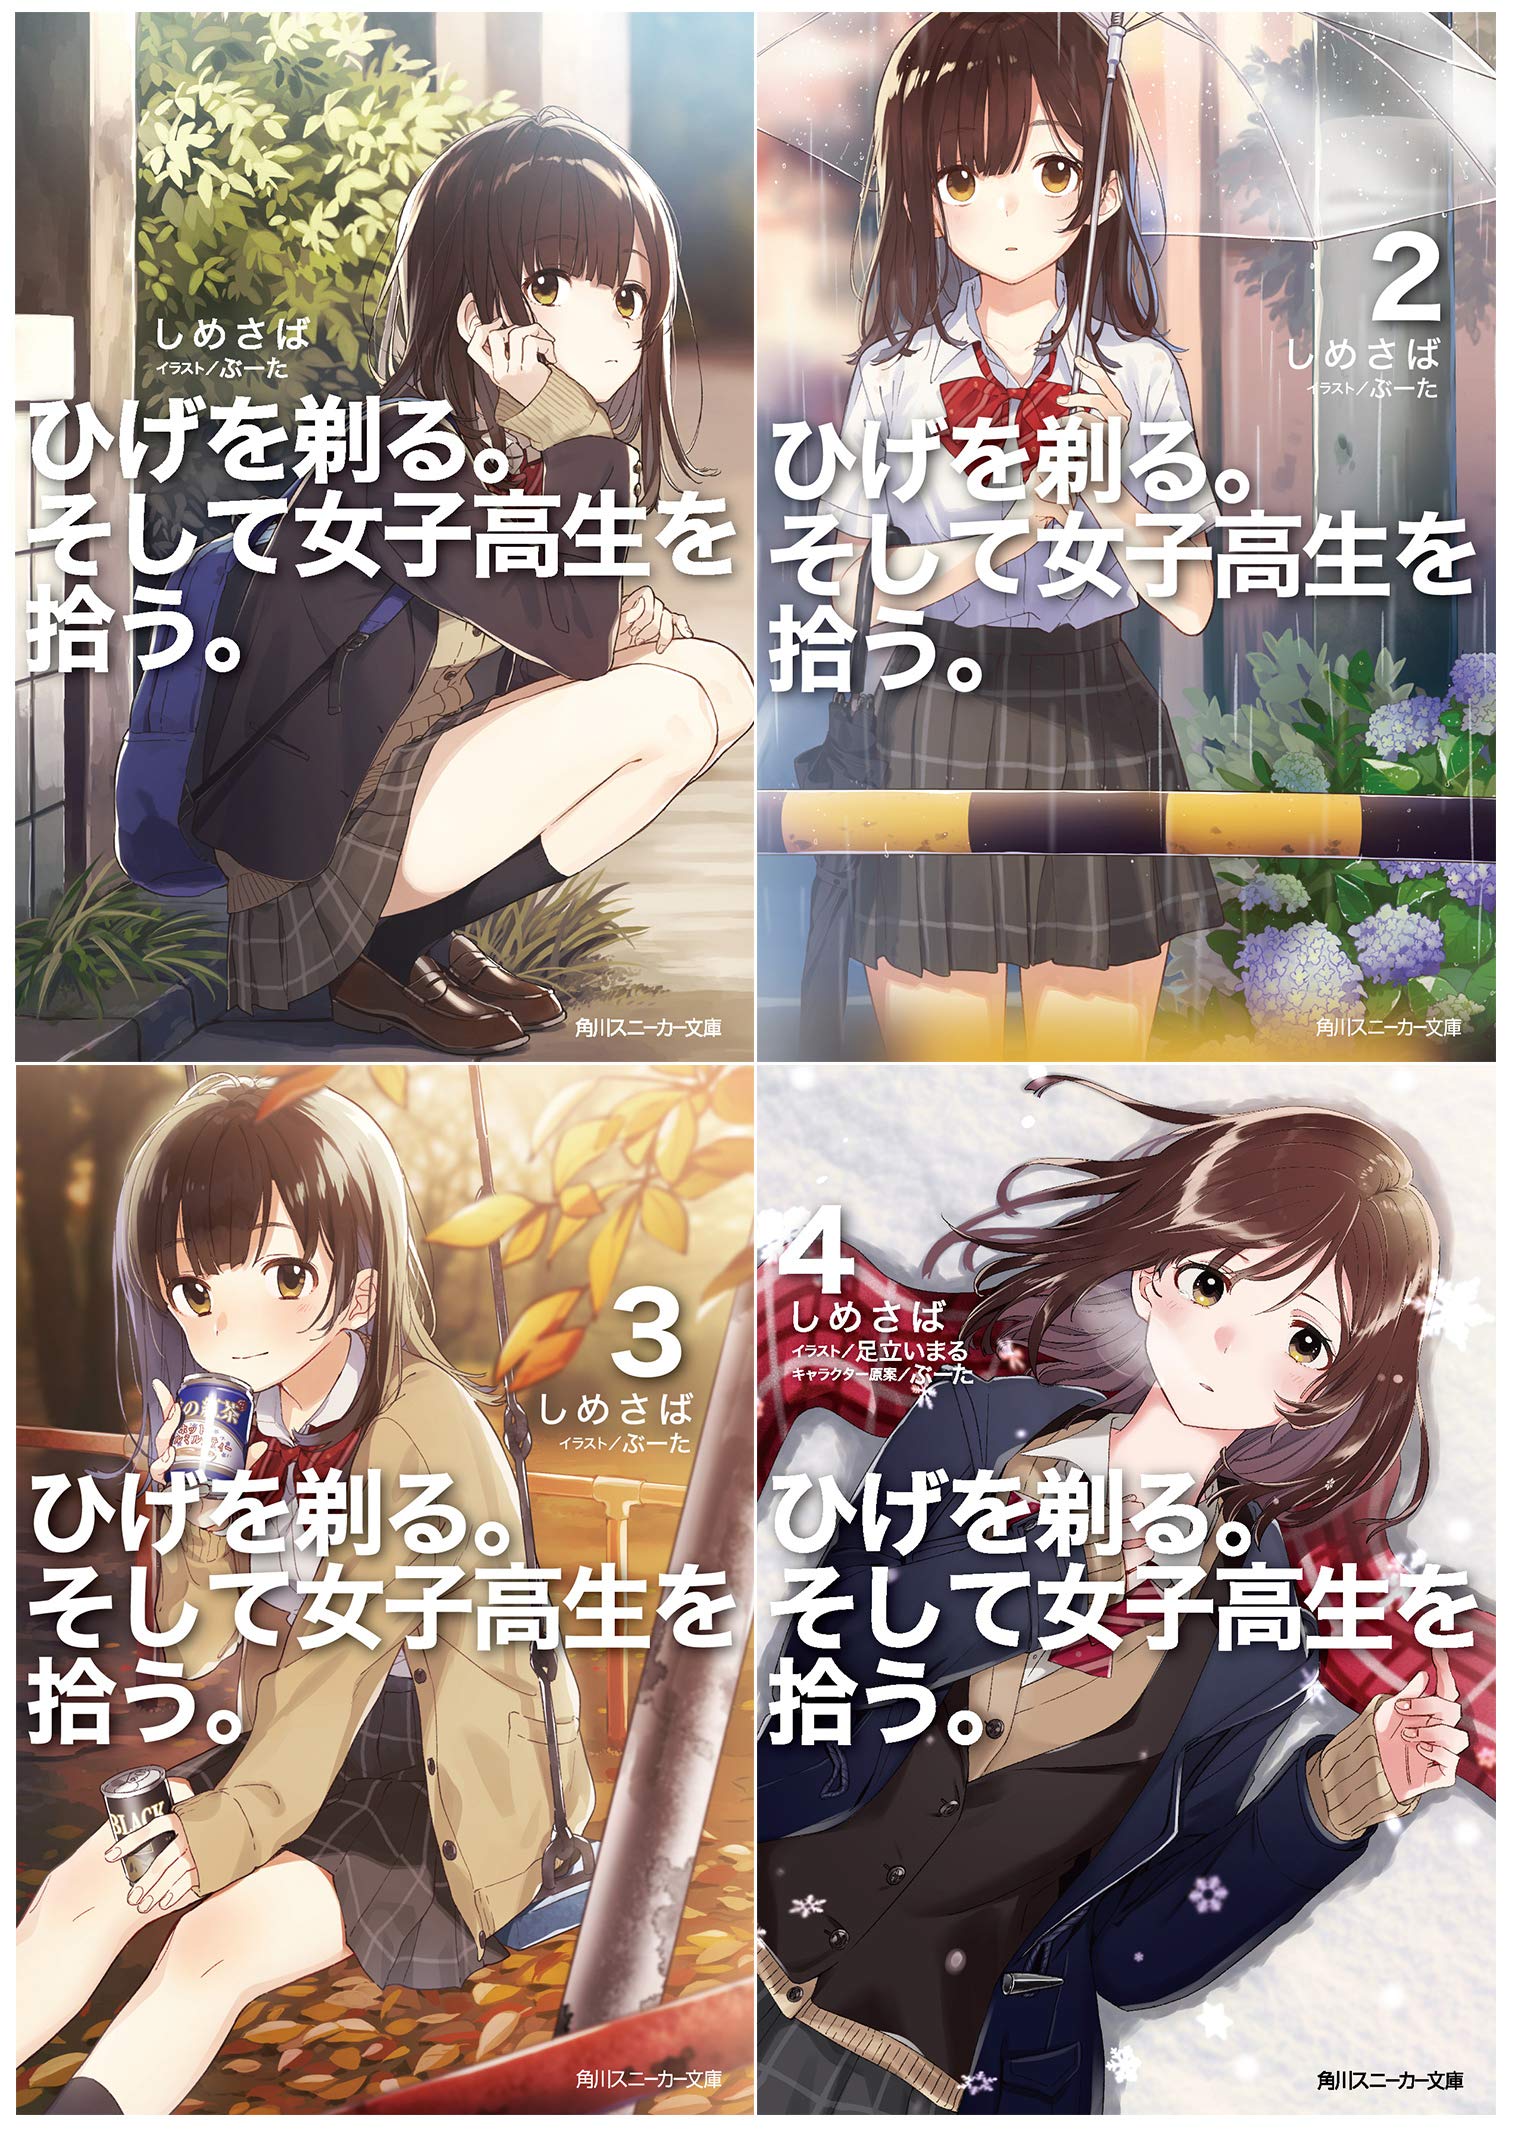 しめさば
イラスト/ぶーた
ひげを剃る。
そして女子高生を
拾う。
角川スニーカー文庫
2
しめさば
イラスト/ぶーた
ひげを剃る。
そして女子高生を
拾う。
角川スニーカー文庫
3
しめさば
イラスト/ぶーた
の紅茶
ひげを剃る。
そして女子高生を
拾う。
BLACK
角川スニーカー文庫
4
しめさば
イラスト/足立いまる
キャラクター原案/ぶーた
ひげを剃る。
そして女子高生を
拾う。
角川スニーカー文庫